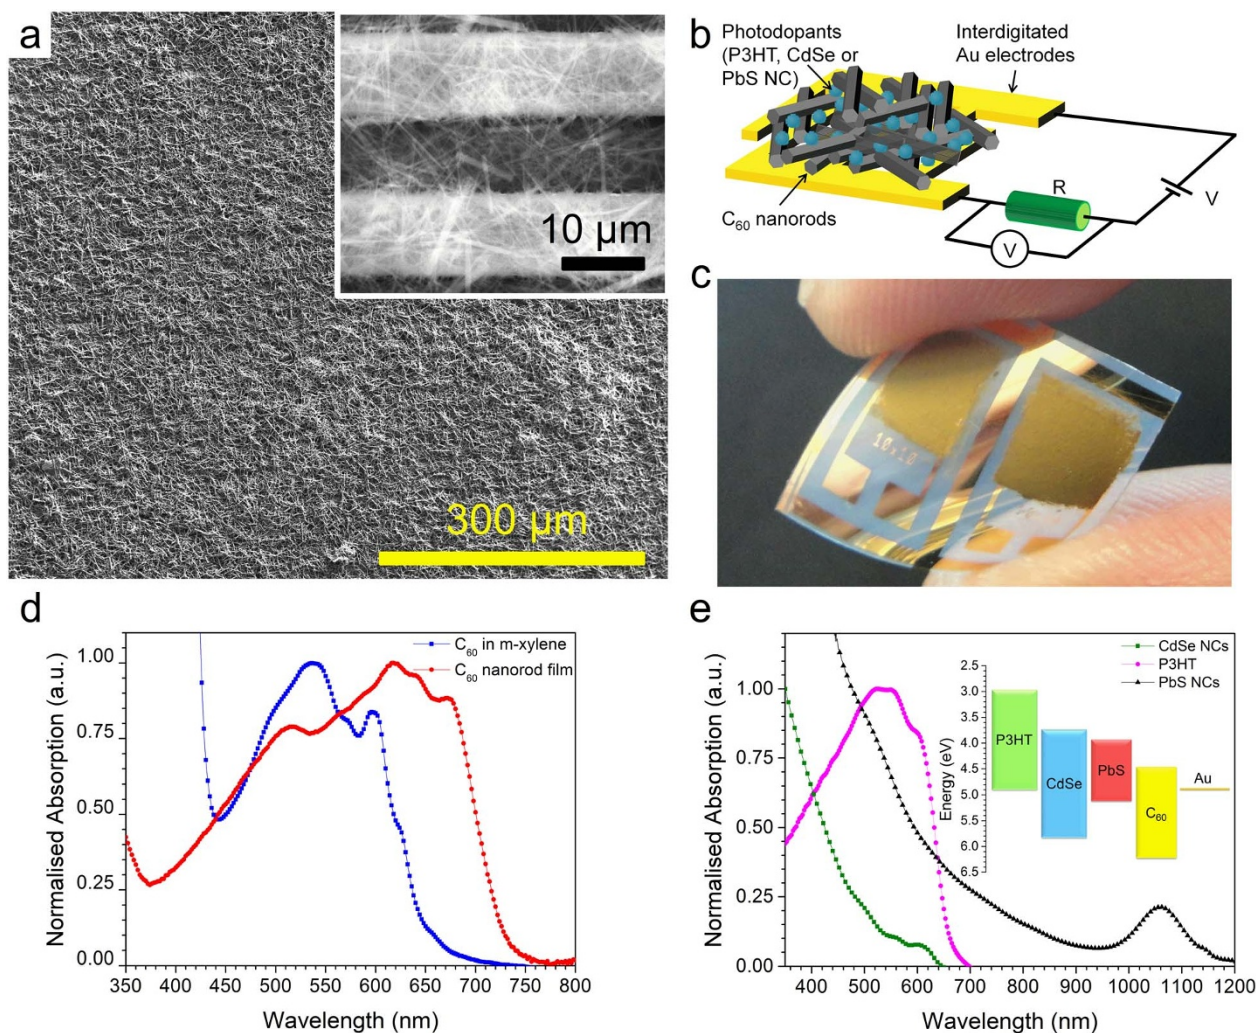 a
10 µm
300 µm
b
Photodopants
(P3HT, CdSe or
PbS NC)
Interdigitated
Au electrodes
R
V
V
C₆₀ nanorods
c
10x10
d
C₆₀ in m-xylene
C₆₀ nanorod film
Normalised Absorption (a.u.)
1.00
0.75
0.50
0.25
0.00
350 400 450 500 550 600 650 700 750 800
Wavelength (nm)
e
CdSe NCs
P3HT
PbS NCs
Normalised Absorption (a.u.)
1.00
0.75
0.50
0.25
0.00
Energy (eV)
2.5
3.0
3.5
4.0
4.5
5.0
5.5
6.0
6.5
P3HT
CdSe
PbS
C₆₀
Au
400 500 600 700 800 900 1000 1100 1200
Wavelength (nm)